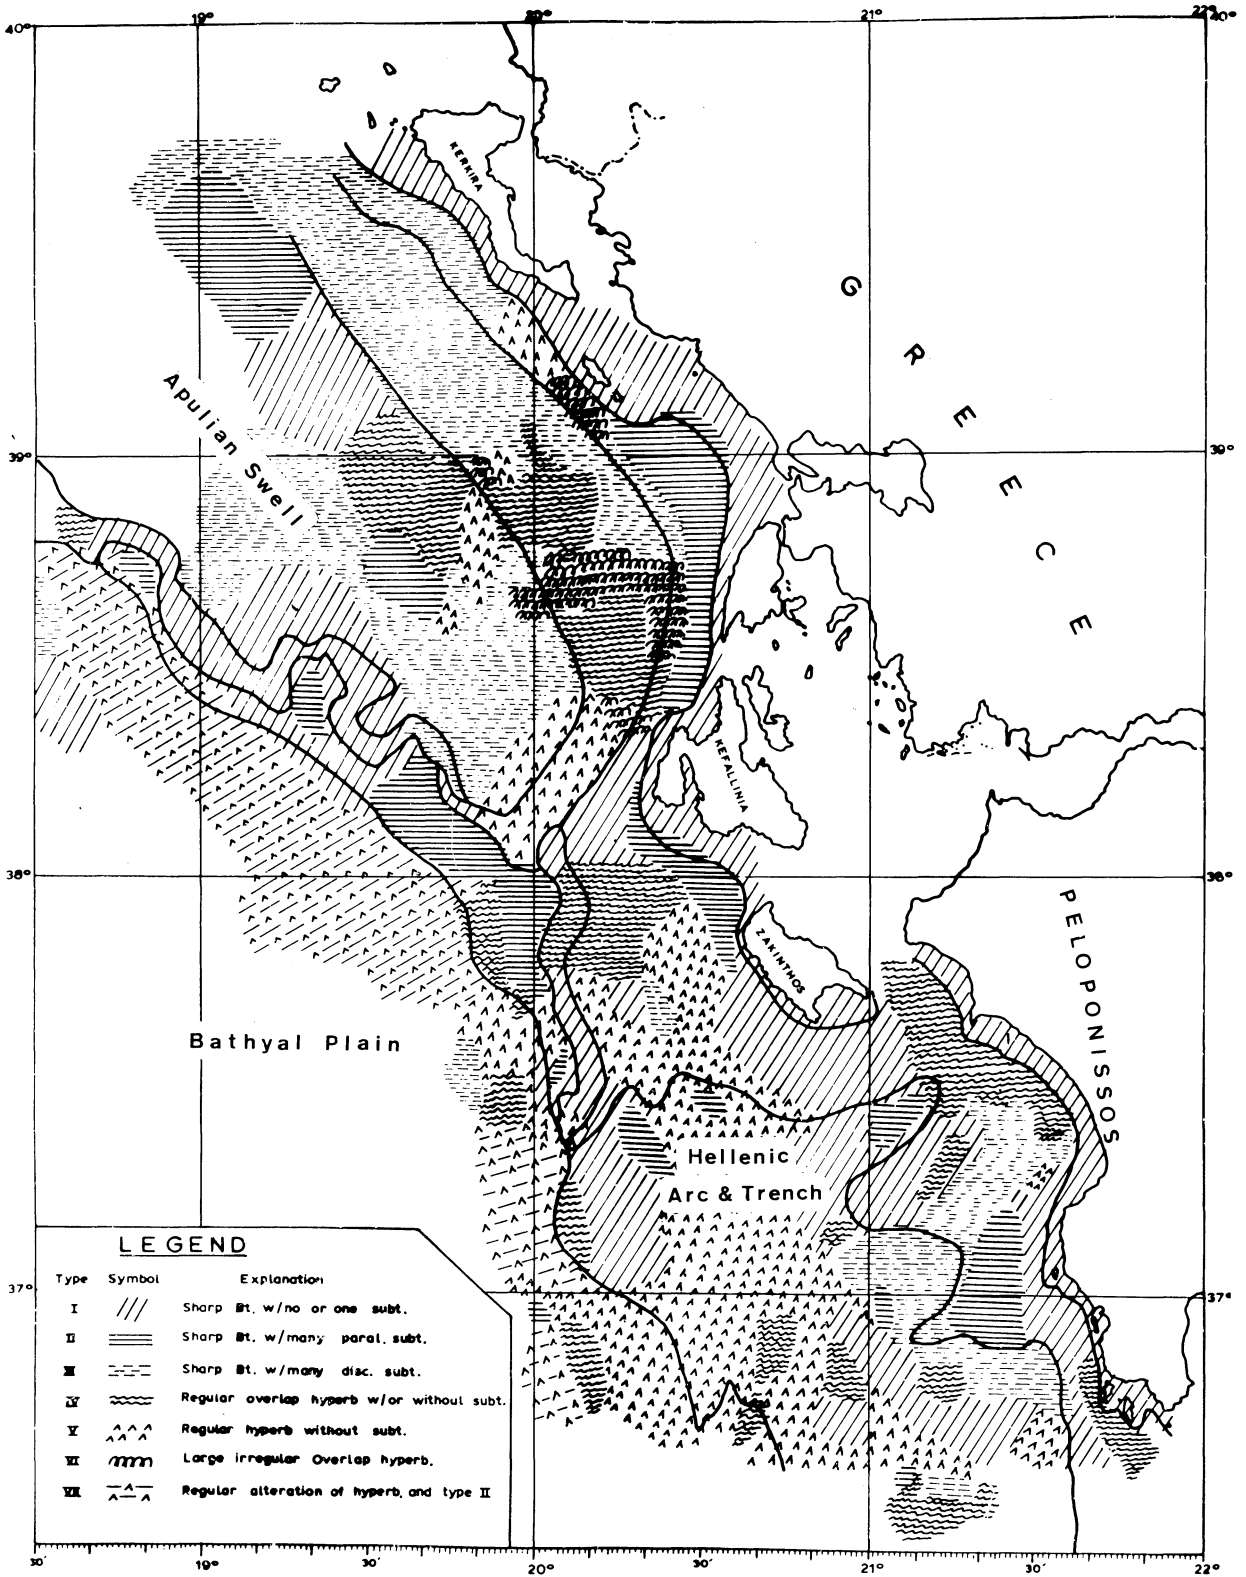 19° 20° 21° 22°
40° 40°
KERKIRA
G R E E C E
Apulian Swell
39° 39°
KEFALLINIA
38° 38°
ZAKINTHOS
PELOPONISSOS
Bathyal Plain
Hellenic
Arc & Trench
37° 37°
LEGEND
Type Symbol Explanation
I Sharp Bt. w/no or one subt.
II Sharp Bt. w/many paral. subt.
III Sharp Bt. w/many disc. subt.
IV Regular overlap hyperb w/or without subt.
V Regular hyperb without subt.
VI Large irregular Overlap hyperb.
VII Regular alteration of hyperb. and type II
30' 19° 30' 20° 30' 21° 30' 22°